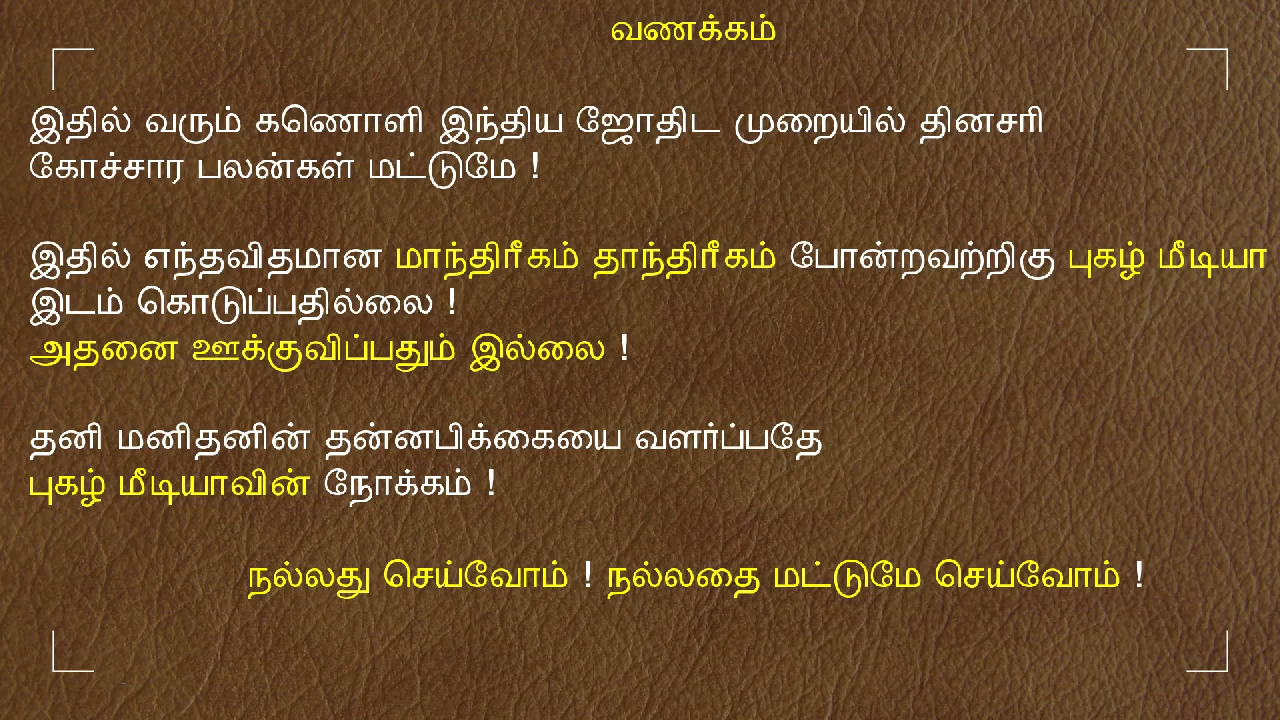 வணக்கம்
இதில் வரும் கணொளி இந்திய ஜோதிட முறையில் தினசரி
கோச்சார பலன்கள் மட்டுமே !
இதில் எந்தவிதமான மாந்திரீகம் தாந்திரீகம் போன்றவற்றிகு புகழ் மீடியா
இடம் கொடுப்பதில்லை !
அதனை ஊக்குவிப்பதும் இல்லை !
தனி மனிதனின் தன்னபிக்கையை வளர்ப்பதே
புகழ் மீடியாவின் நோக்கம் !
நல்லது செய்வோம் ! நல்லதை மட்டுமே செய்வோம் !